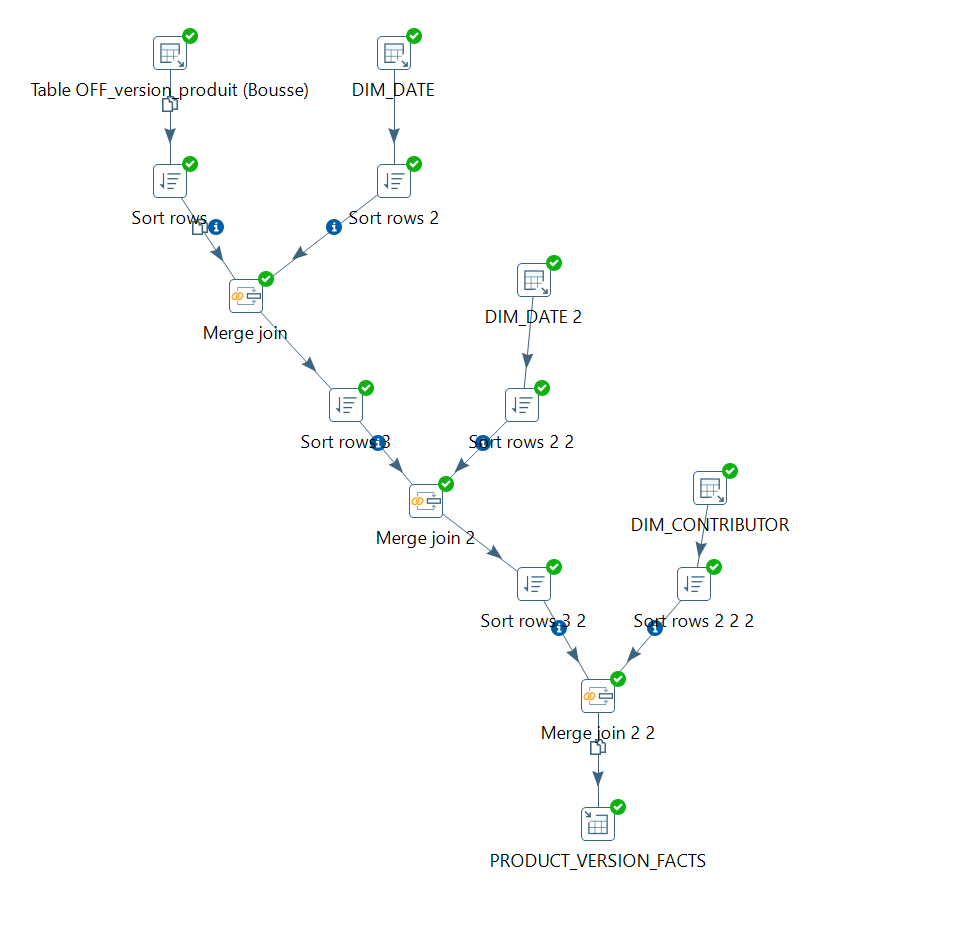 Table OFF_version_produit (Bousse)
DIM_DATE
Sort rows
Sort rows 2
Merge join
DIM_DATE 2
Sort rows 3
Sort rows 2 2
Merge join 2
DIM_CONTRIBUTOR
Sort rows 3 2
Sort rows 2 2 2
Merge join 2 2
PRODUCT_VERSION_FACTS